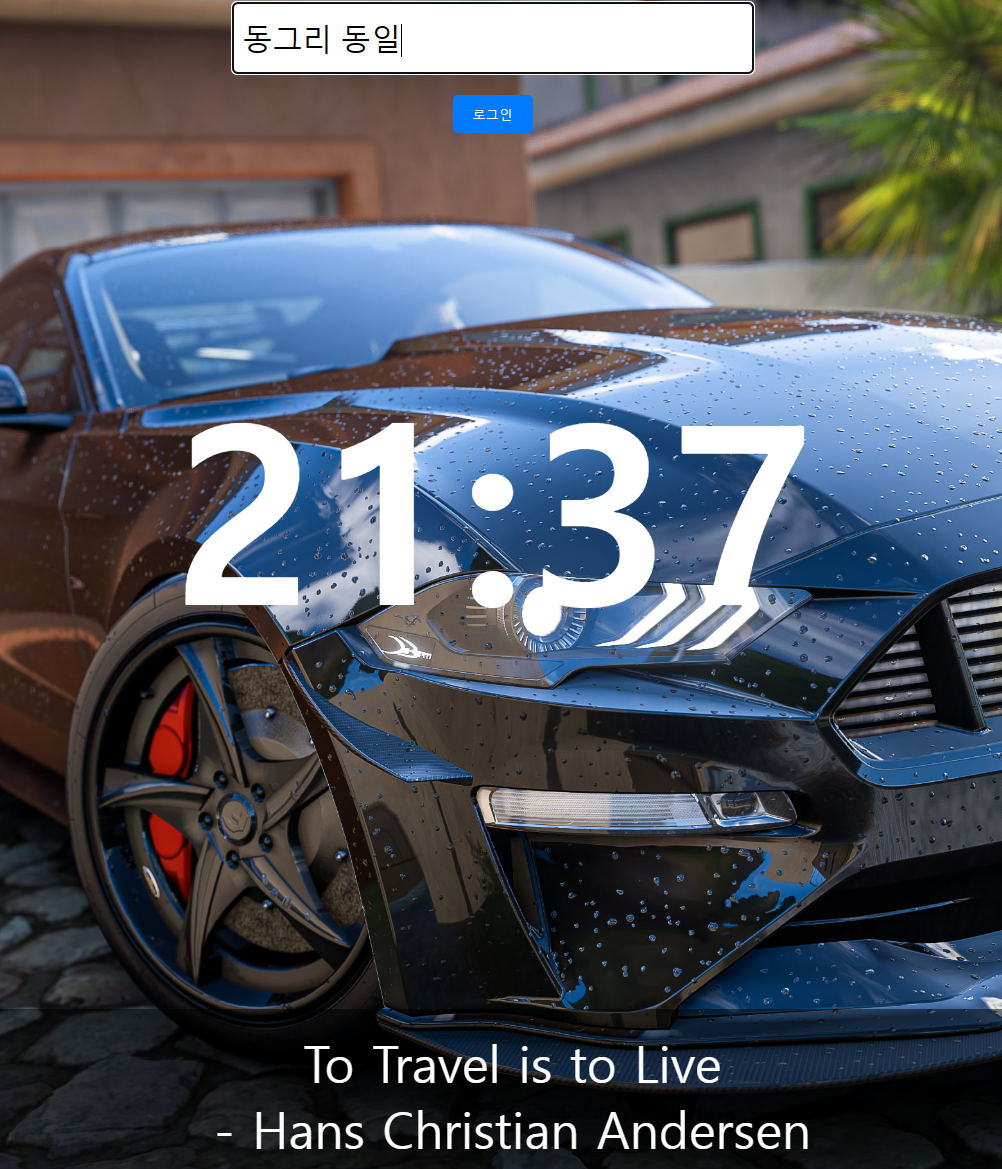 동그리 동일
로그인
21:37
To Travel is to Live
- Hans Christian Andersen